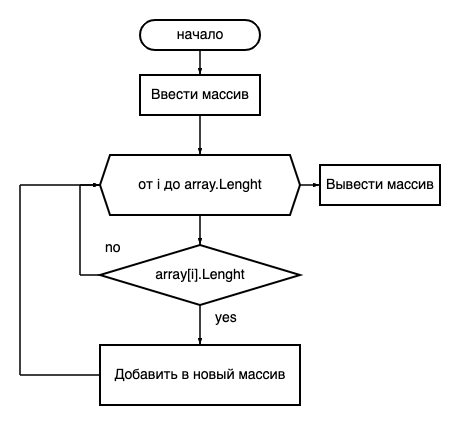 начало
Ввести массив
от i до array.Lenght
Вывести массив
no
array[i].Lenght
yes
Добавить в новый массив